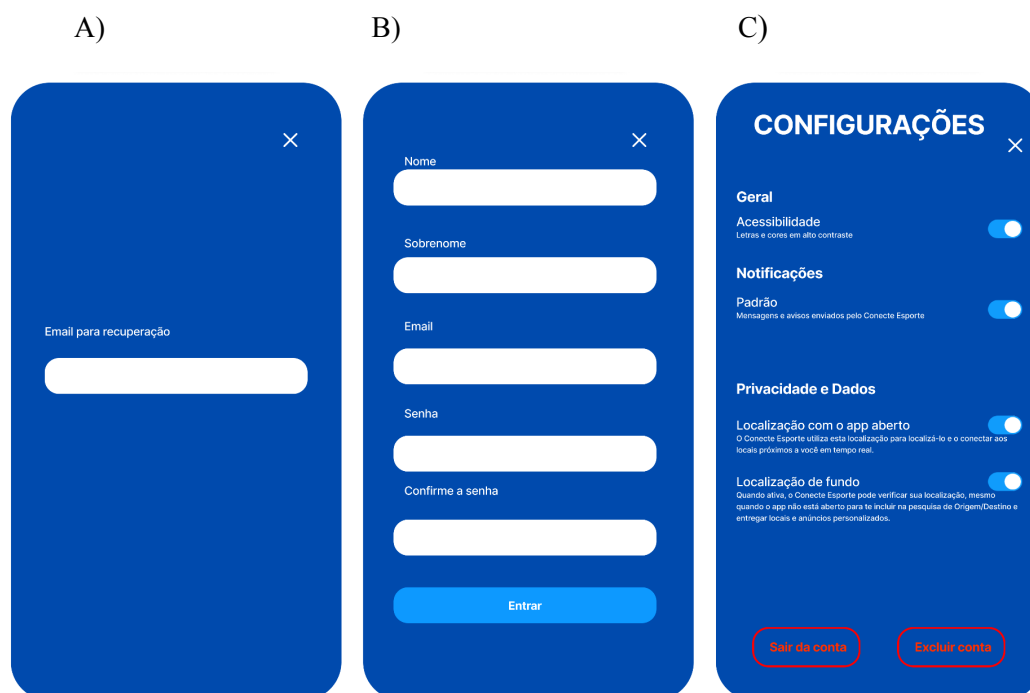 A)
B)
C)
Email para recuperação
Nome
Sobrenome
Email
Senha
Confirme a senha
Entrar
CONFIGURAÇÕES
Geral
Acessibilidade
Letras e cores em alto contraste
Notificações
Padrão
Mensagens e avisos enviados pelo Conecte Esporte
Privacidade e Dados
Localização com o app aberto
O Conecte Esporte utiliza esta localização para localizá-lo e o conectar aos
locais próximos a você em tempo real.
Localização de fundo
Quando ativa, o Conecte Esporte pode verificar sua localização, mesmo
quando o app não está aberto para te incluir na pesquisa de Origem/Destino e
entregar locais e anúncios personalizados.
Sair da conta
Excluir conta